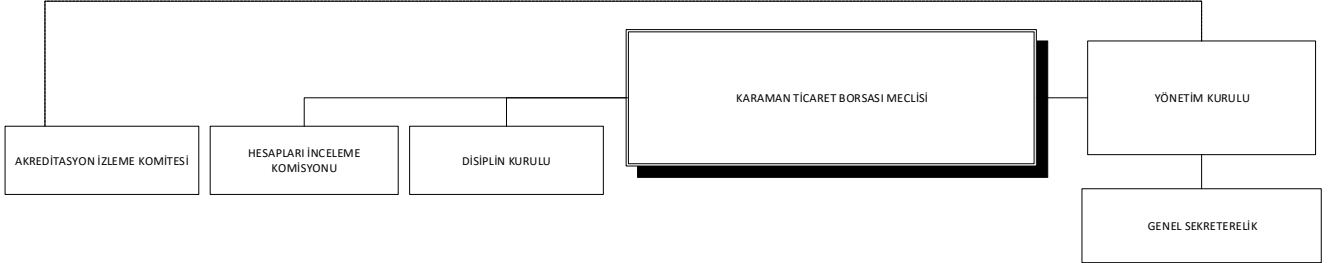 KARAMAN TİCARET BORSASI MECLİSİ
YÖNETİM KURULU
AKREDİTASYON İZLEME KOMİTESİ
HESAPLARI İNCELEME
KOMİSYONU
DİSİPLİN KURULU
GENEL SEKRETERELİK